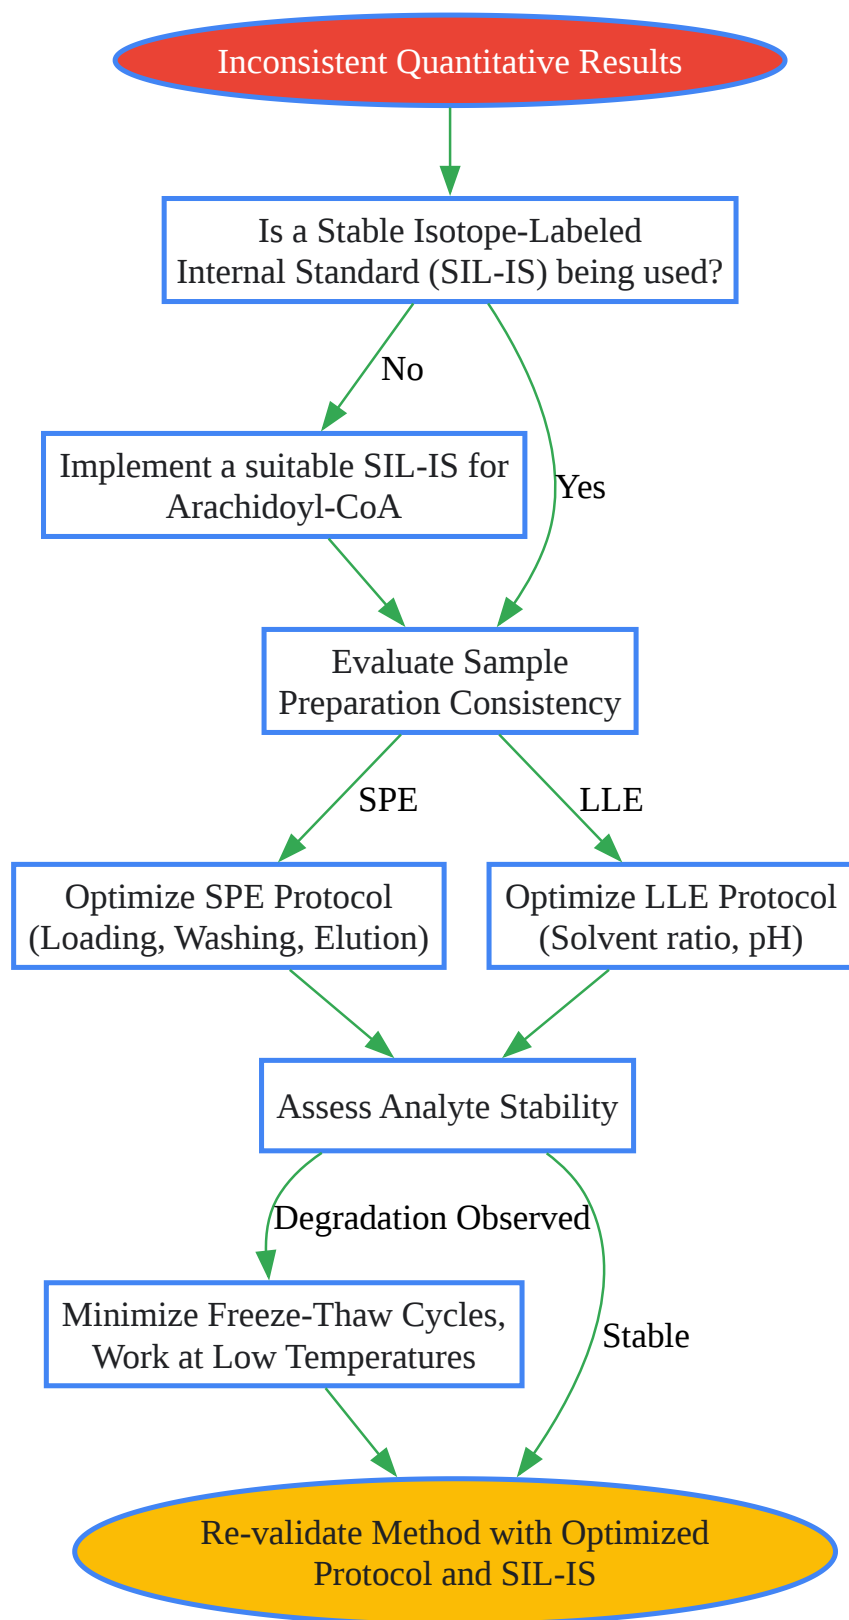 Inconsistent Quantitative Results
Is a Stable Isotope-Labeled
Internal Standard (SIL-IS) being used?
No
Implement a suitable SIL-IS for
Arachidoyl-CoA
Yes
Evaluate Sample
Preparation Consistency
SPE
LLE
Optimize SPE Protocol
(Loading, Washing, Elution)
Optimize LLE Protocol
(Solvent ratio, pH)
Assess Analyte Stability
Degradation Observed
Minimize Freeze-Thaw Cycles,
Work at Low Temperatures
Stable
Re-validate Method with Optimized
Protocol and SIL-IS